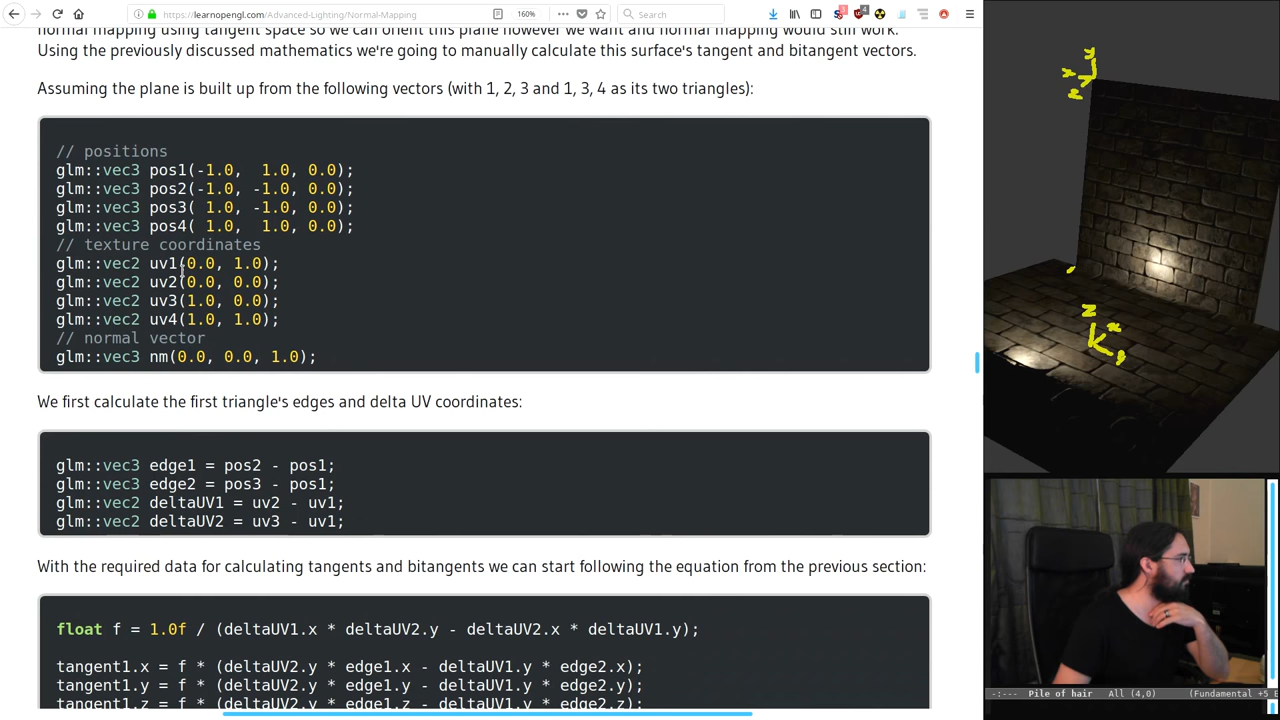 https://learnopengl.com/Advanced-Lighting/Normal-Mapping
160%
Search
3
4
normal mapping using tangent space so we can orient this plane however we want and normal mapping would still work.
Using the previously discussed mathematics we're going to manually calculate this surface's tangent and bitangent vectors.
Assuming the plane is built up from the following vectors (with 1, 2, 3 and 1, 3, 4 as its two triangles):
// positions
glm::vec3 pos1(-1.0,  1.0, 0.0);
glm::vec3 pos2(-1.0, -1.0, 0.0);
glm::vec3 pos3( 1.0, -1.0, 0.0);
glm::vec3 pos4( 1.0,  1.0, 0.0);
// texture coordinates
glm::vec2 uv1(0.0, 1.0);
glm::vec2 uv2(0.0, 0.0);
glm::vec2 uv3(1.0, 0.0);
glm::vec2 uv4(1.0, 1.0);
// normal vector
glm::vec3 nm(0.0, 0.0, 1.0);
We first calculate the first triangle's edges and delta UV coordinates:
glm::vec3 edge1 = pos2 - pos1;
glm::vec3 edge2 = pos3 - pos1;
glm::vec2 deltaUV1 = uv2 - uv1;
glm::vec2 deltaUV2 = uv3 - uv1;
With the required data for calculating tangents and bitangents we can start following the equation from the previous section:
float f = 1.0f / (deltaUV1.x * deltaUV2.y - deltaUV2.x * deltaUV1.y);
tangent1.x = f * (deltaUV2.y * edge1.x - deltaUV1.y * edge2.x);
tangent1.y = f * (deltaUV2.y * edge1.y - deltaUV1.y * edge2.y);
tangent1.z = f * (deltaUV2.y * edge1.z - deltaUV1.y * edge2.z);
y
x
z
z
x
y
-:--- Pile of hair All (4,0) (Fundamental +5 E